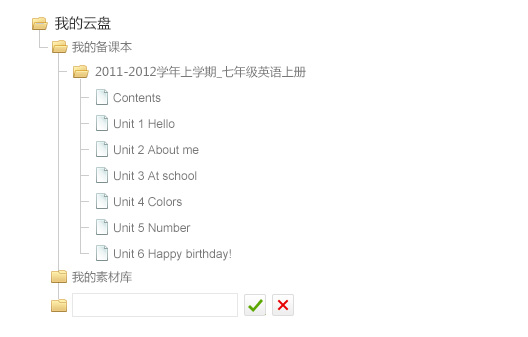 我的云盘
我的备课本
2011-2012学年上学期_七年级英语上册
Contents
Unit 1 Hello
Unit 2 About me
Unit 3 At school
Unit 4 Colors
Unit 5 Number
Unit 6 Happy birthday!
我的素材库